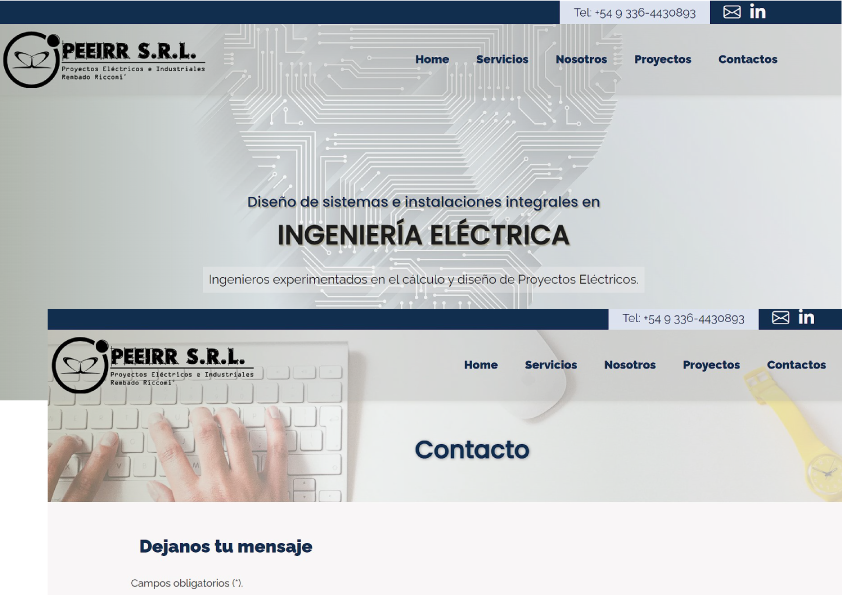 Tel: +54 9 336-4430893
PEEIRR S.R.L.
Proyectos Eléctricos e Industriales
Rembado Riccomi´
Home Servicios Nosotros Proyectos Contactos
Diseño de sistemas e instalaciones integrales en
INGENIERÍA ELÉCTRICA
Ingenieros experimentados en el cálculo y diseño de Proyectos Eléctricos.
Tel: +54 9 336-4430893
PEEIRR S.R.L.
Proyectos Eléctricos e Industriales
Rembado Riccomi´
Home Servicios Nosotros Proyectos Contactos
Contacto
Dejanos tu mensaje
Campos obligatorios (*).